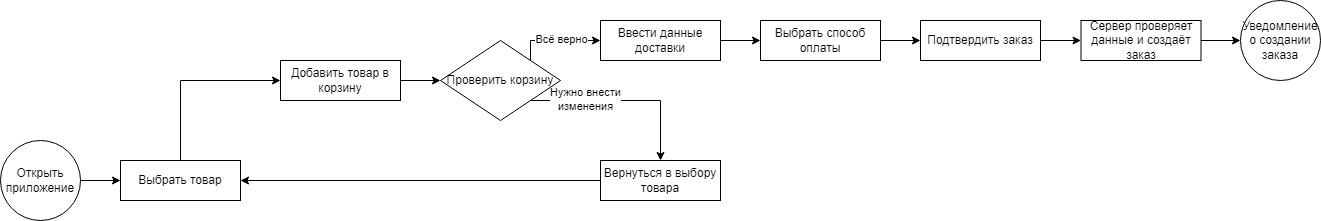 Открыть
приложение
Выбрать товар
Добавить товар в
корзину
Проверить корзину
Всё верно
Нужно внести
изменения
Вернуться в выбору
товара
Ввести данные
доставки
Выбрать способ
оплаты
Подтвердить заказ
Сервер проверяет
данные и создаёт
заказ
Уведомление
о создании
заказа